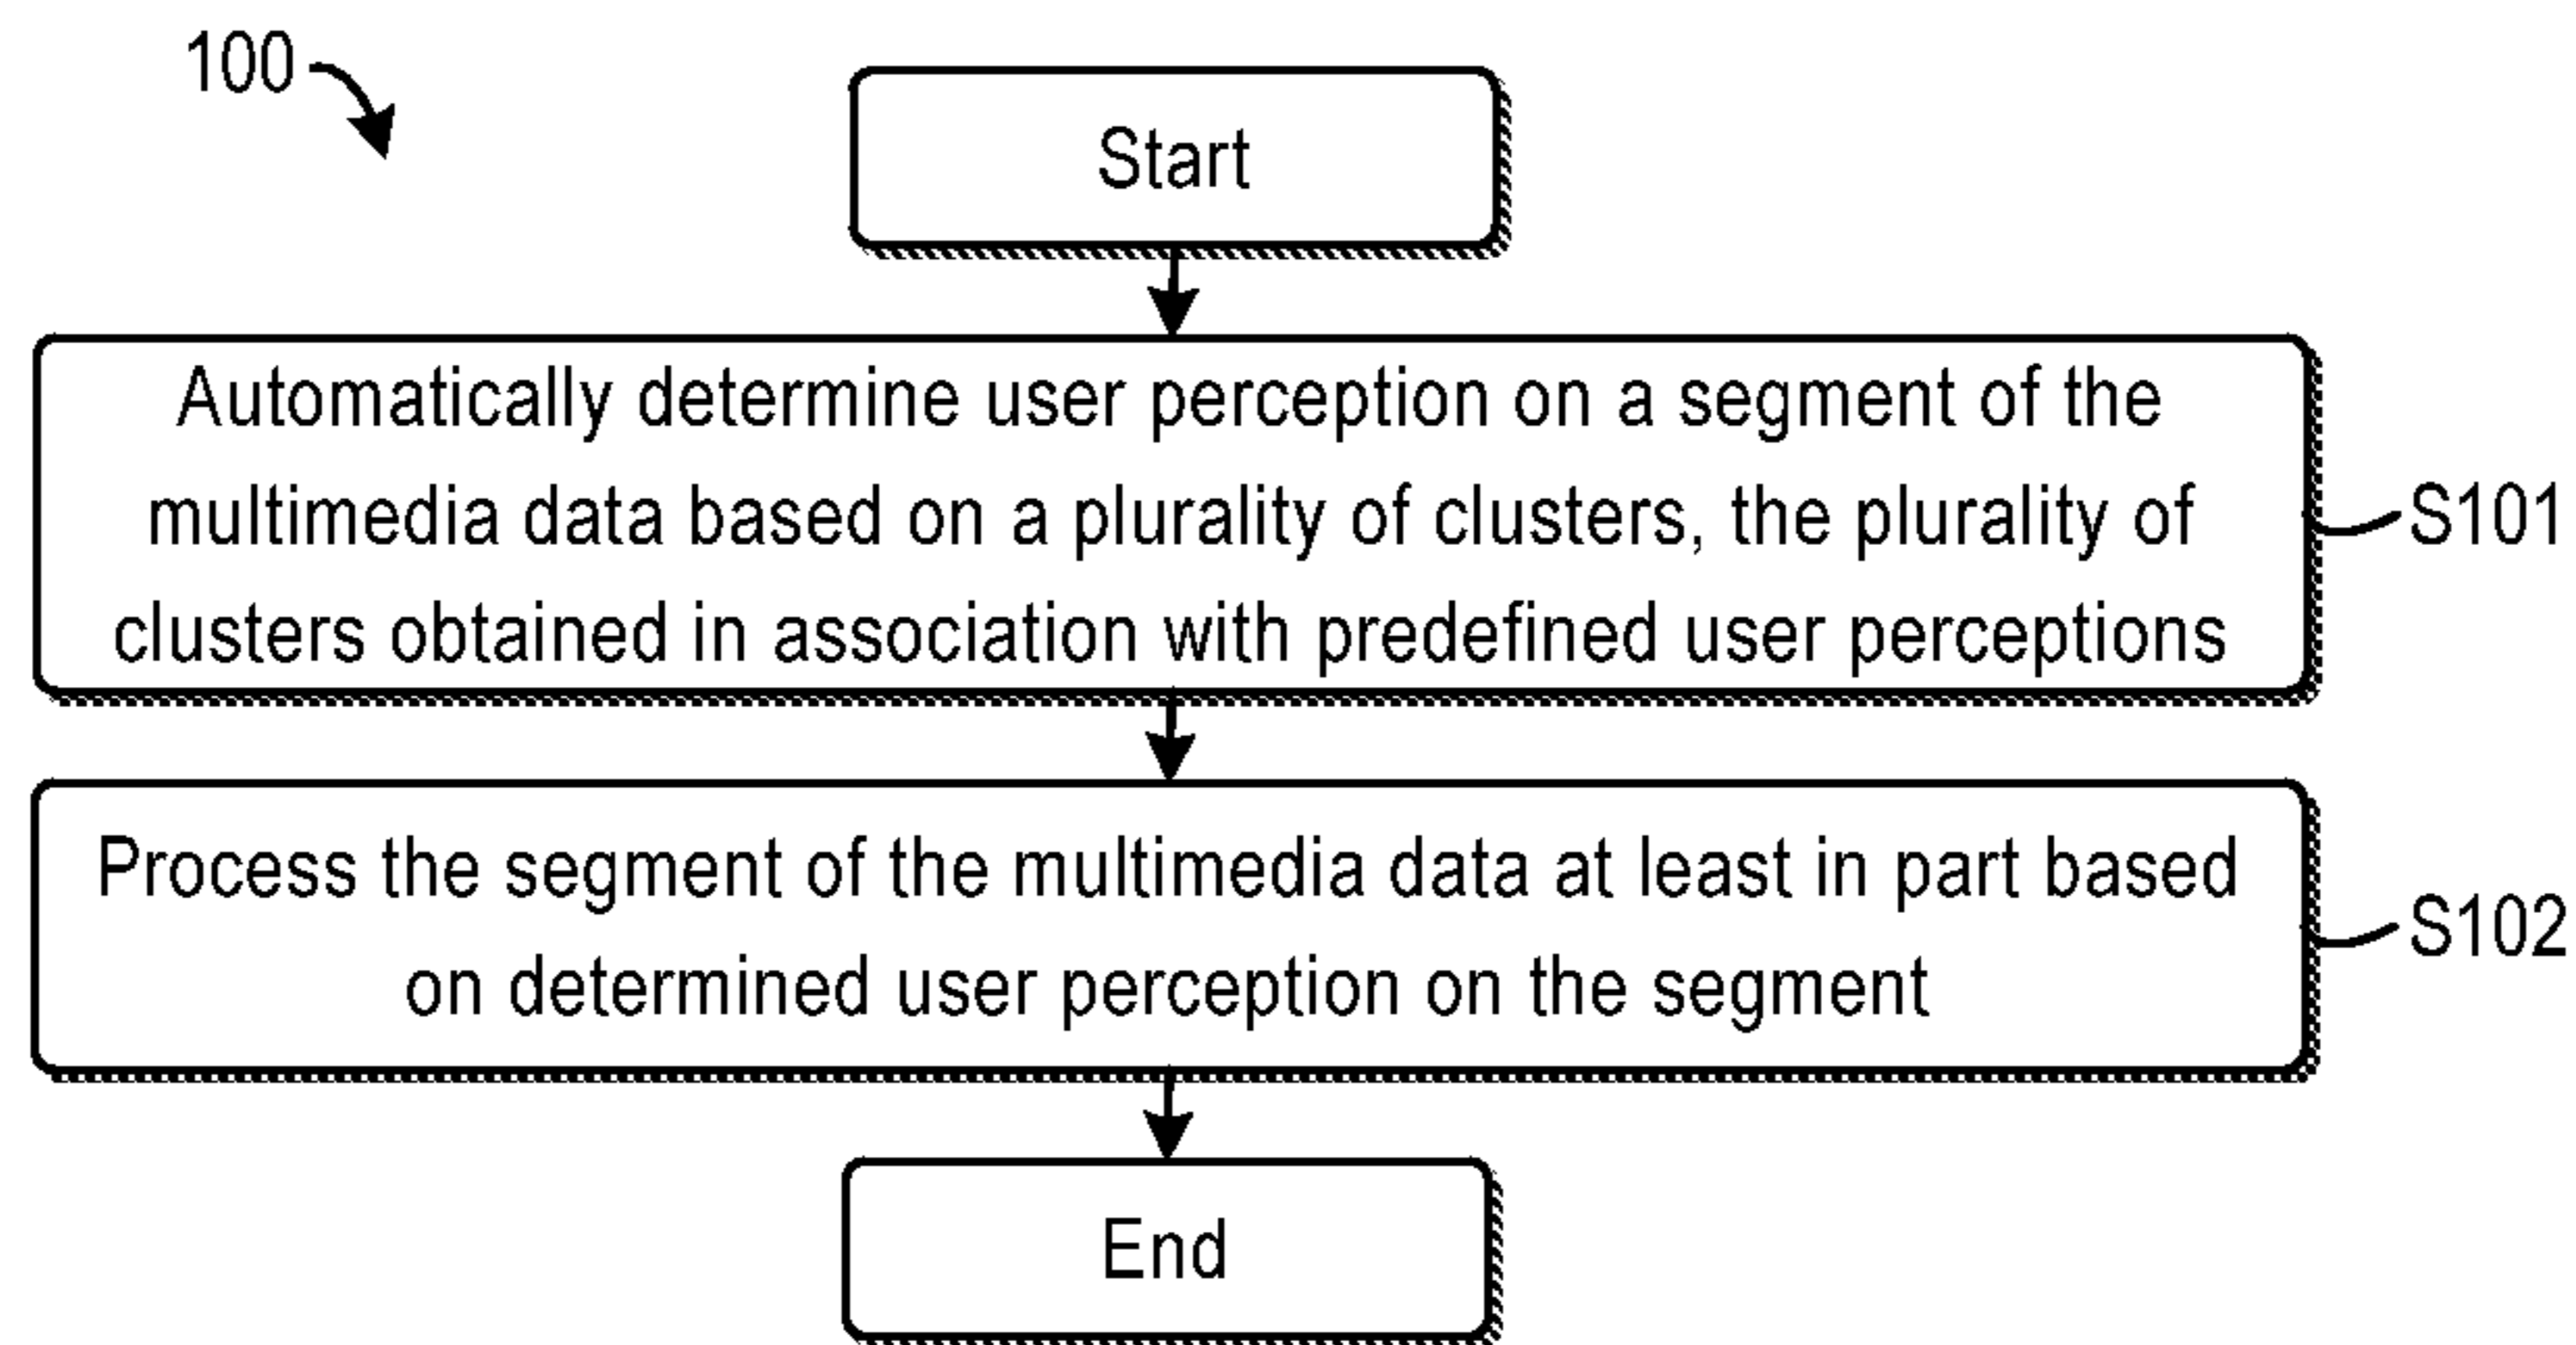 100
Start
Automatically determine user perception on a segment of the
multimedia data based on a plurality of clusters, the plurality of
clusters obtained in association with predefined user perceptions
S101
Process the segment of the multimedia data at least in part based
on determined user perception on the segment
S102
End